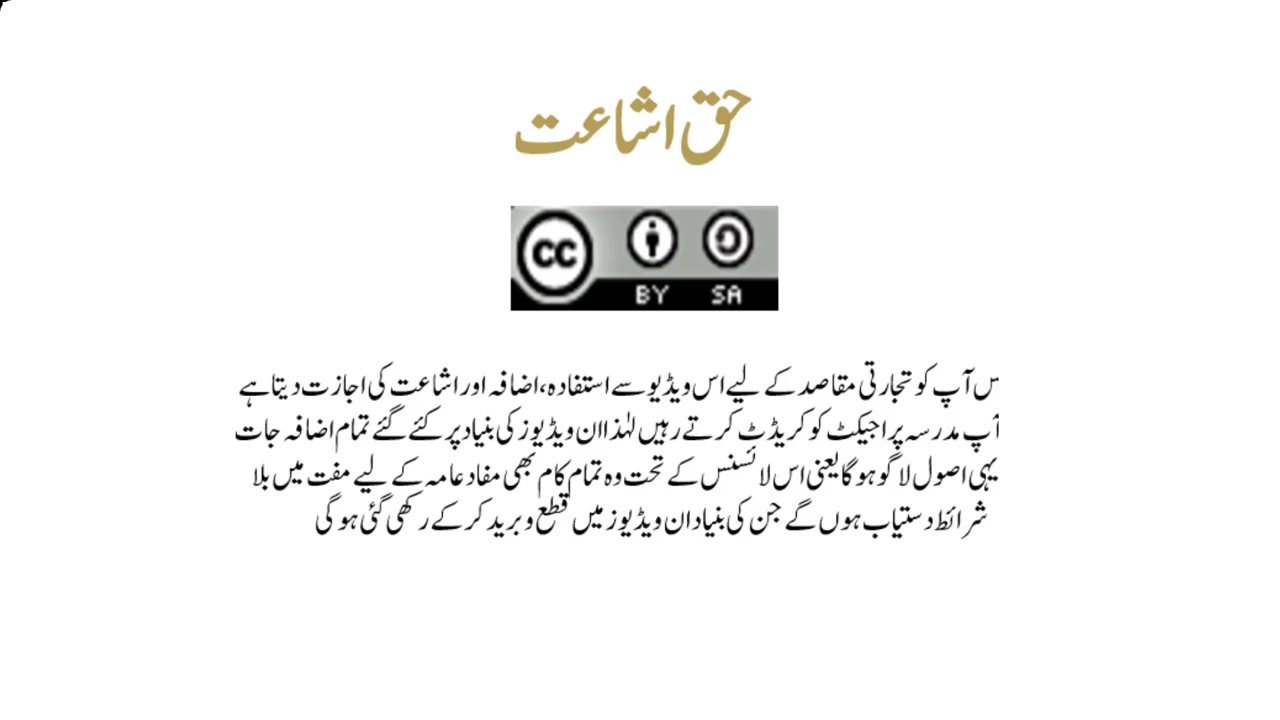 حق اشاعت
cc
BY SA
آپ کو تجارتی مقاصد کے لیے اس ویڈیو سے استفادہ، اضافہ اور اشاعت کی اجازت دیتا ہے
مدرسہ پراجیکٹ کو کریڈٹ کرتے رہیں لہٰذا ان ویڈیوز کی بنیاد پر کئے گئے تمام اضافہ جات
یہی اصول لاگو ہو گا یعنی اس لائسنس کے تحت وہ تمام کام بھی مفاد عامہ کے لیے مفت میں بلا
شرائط دستیاب ہوں گے جن کی بنیاد ان ویڈیوز میں قطع و برید کر کے رکھی گئی ہو گی